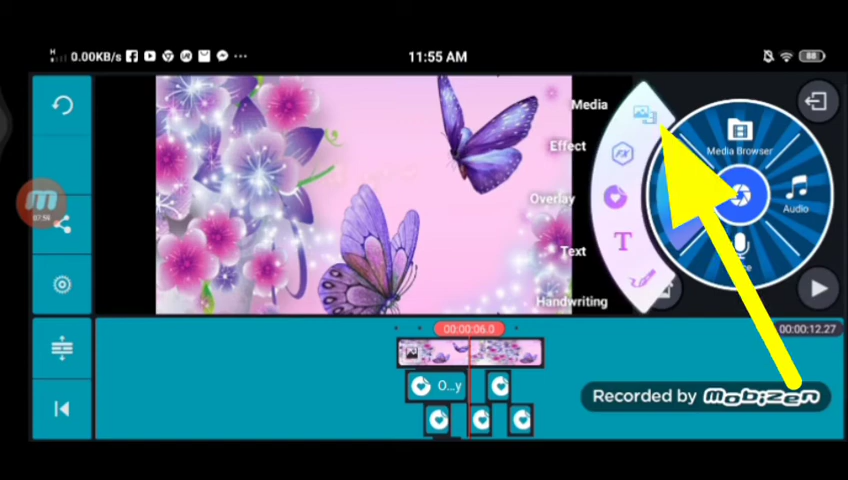 0.00KB/s
11:55 AM
88
Media
Media Browser
Effect
FX
Overlay
Audio
Text
T
Handwriting
00:00:06.0
00:00:12.27
O...y
Recorded by Mobizen